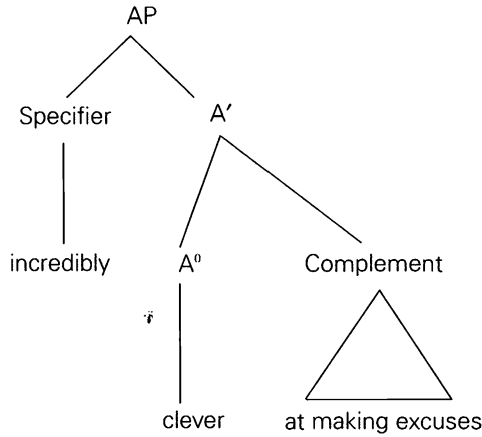 AP
Specifier A′
incredibly A⁰ Complement
clever at making excuses